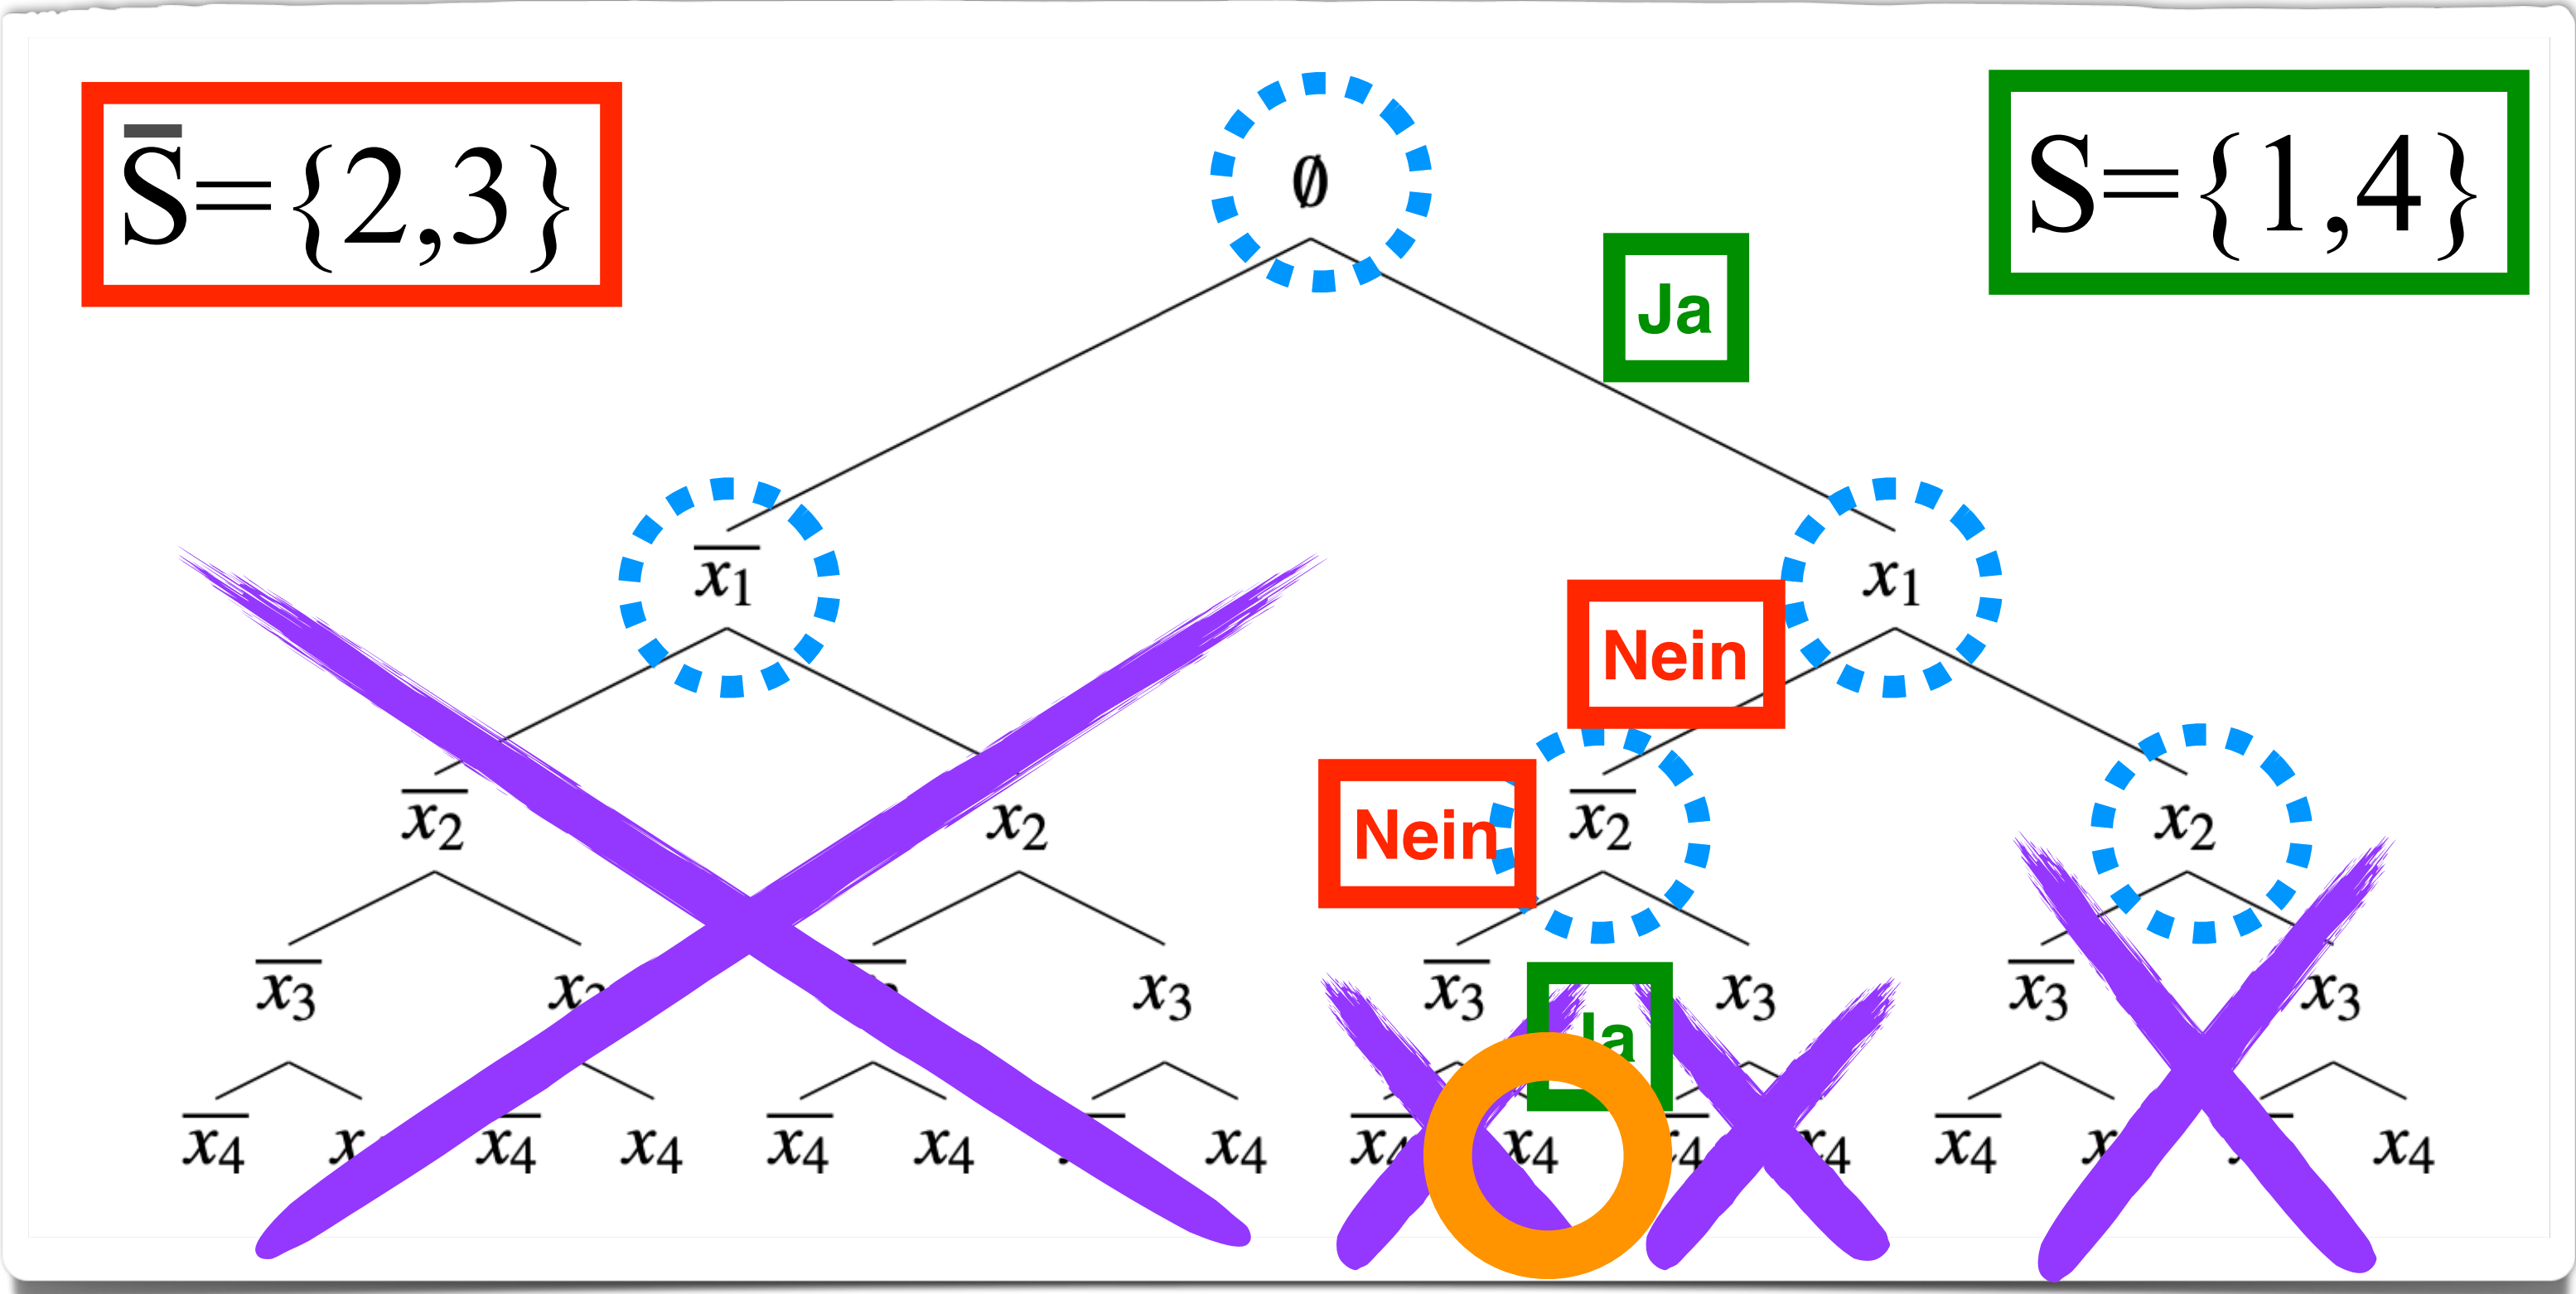 S̅={2,3}
S={1,4}
∅
Ja
x̅₁
x₁
Nein
Nein
x̅₂
x₂
x̅₂
x₂
x̅₃
x₃
x̅₃
x₃
x̅₃
x₃
Ja
x̅₄
x̅₄
x₄
x̅₄
x₄
x₄
x₄
x̅₄
x₄